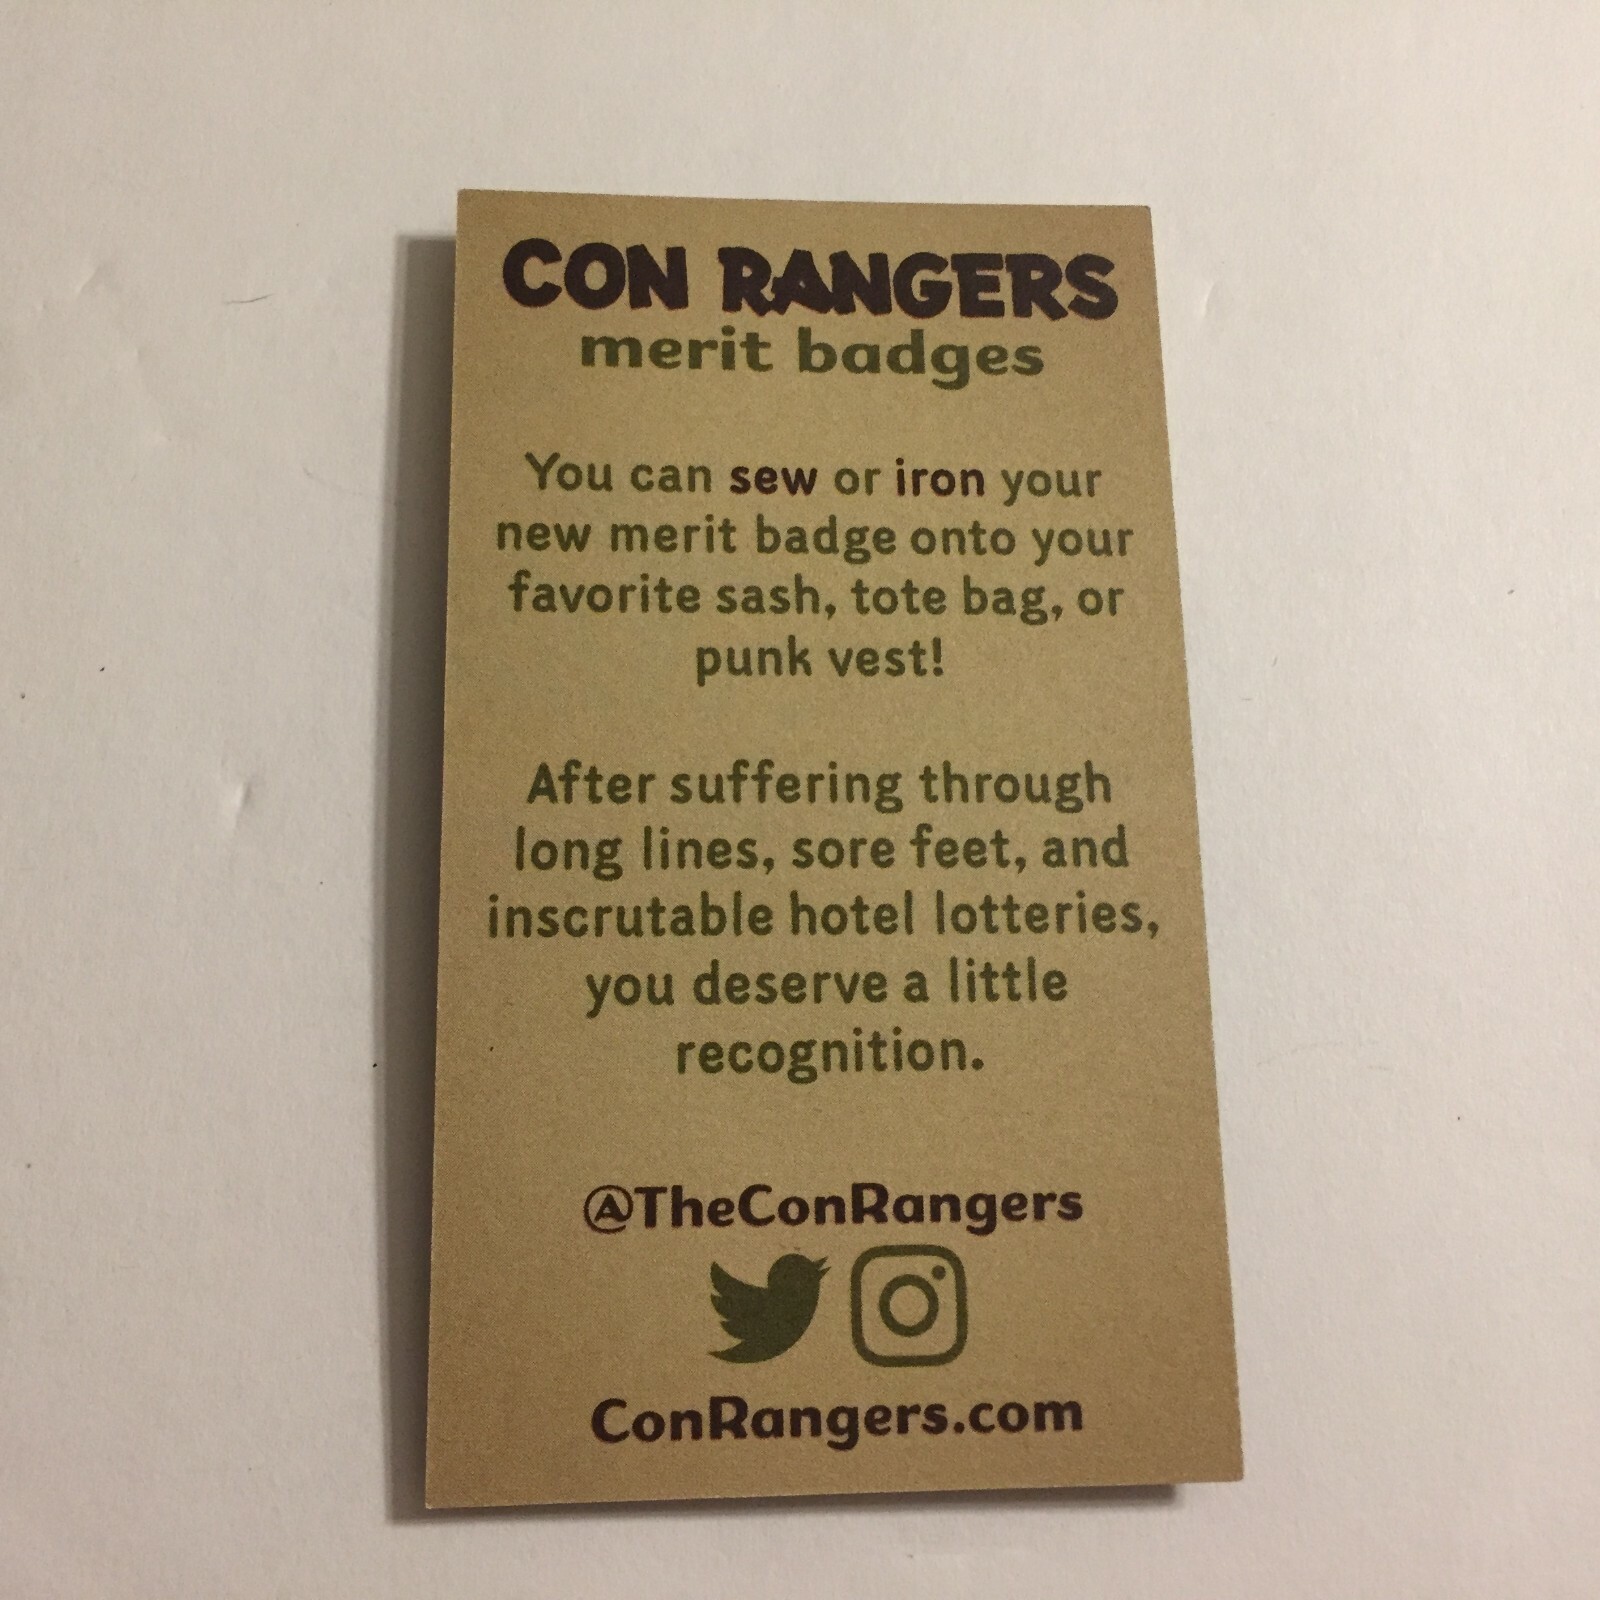 CON RANGERS
merit badges
You can sew or iron your
new merit badge onto your
favorite sash, tote bag, or
punk vest!
After suffering through
long lines, sore feet, and
inscrutable hotel lotteries,
you deserve a little
recognition.
@TheConRangers
ConRangers.com